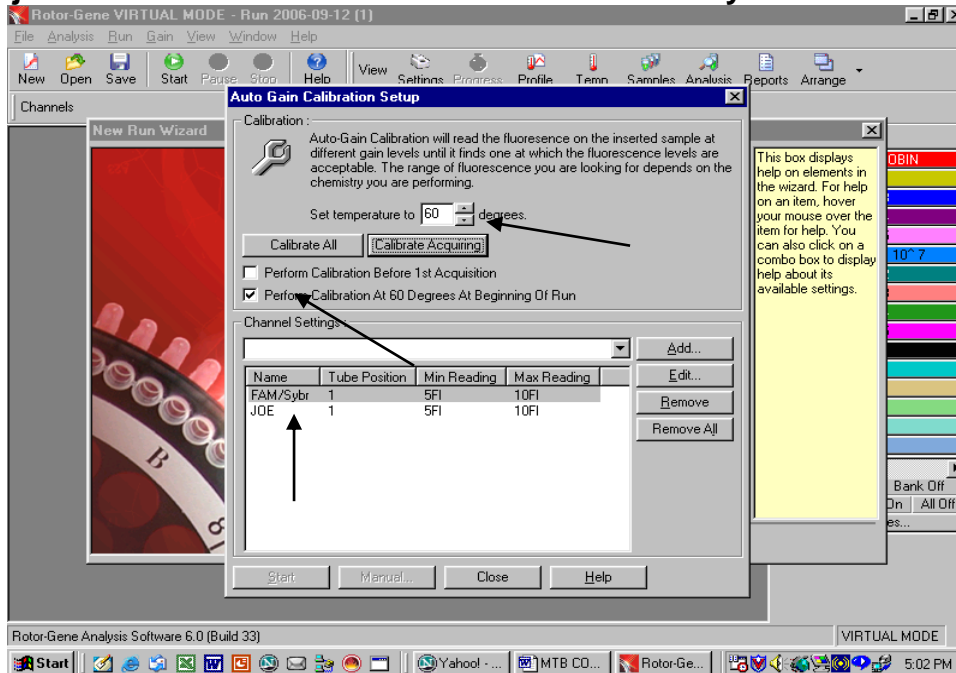 Rotor-Gene VIRTUAL MODE - Run 2006-09-12 (1)
File Analysis Run Gain View Window Help
New Open Save Start Pause Stop Help View Settings Progress Profile Temp Samples Analysis Reports Arrange
Channels
New Run Wizard
Auto Gain Calibration Setup
Calibration :
Auto-Gain Calibration will read the fluoresence on the inserted sample at
different gain levels until it finds one at which the fluorescence levels are
acceptable. The range of fluorescence you are looking for depends on the
chemistry you are performing.
Set temperature to 60 degrees.
Calibrate All Calibrate Acquiring
Perform Calibration Before 1st Acquisition
Perform Calibration At 60 Degrees At Beginning Of Run
Channel Settings :
Add...
Name Tube Position Min Reading Max Reading
Edit...
FAM/Sybr 1 5Fl 10Fl
JOE 1 5Fl 10Fl
Remove
Remove All
Start Manual... Close Help
This box displays
help on elements in
the wizard. For help
on an item, hover
your mouse over the
item for help. You
can also click on a
combo box to display
help about its
available settings.
OBIN
10^7
Bank Off
On All Off
es...
B
Rotor-Gene Analysis Software 6.0 (Build 33) VIRTUAL MODE
Start Yahoo! - ... MTB CO... Rotor-Ge... 5:02 PM